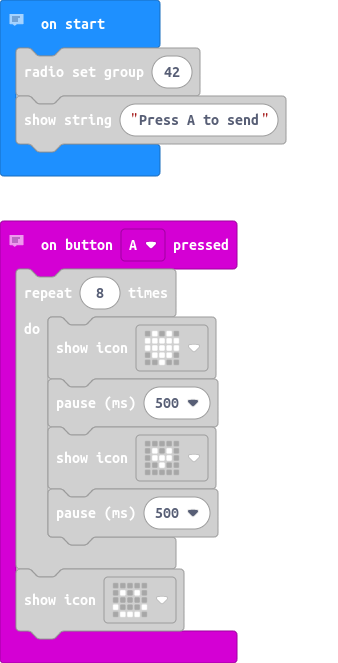 on start
radio set group 42
show string "Press A to send"
on button A pressed
repeat 8 times
do
show icon
pause (ms) 500
show icon
pause (ms) 500
show icon